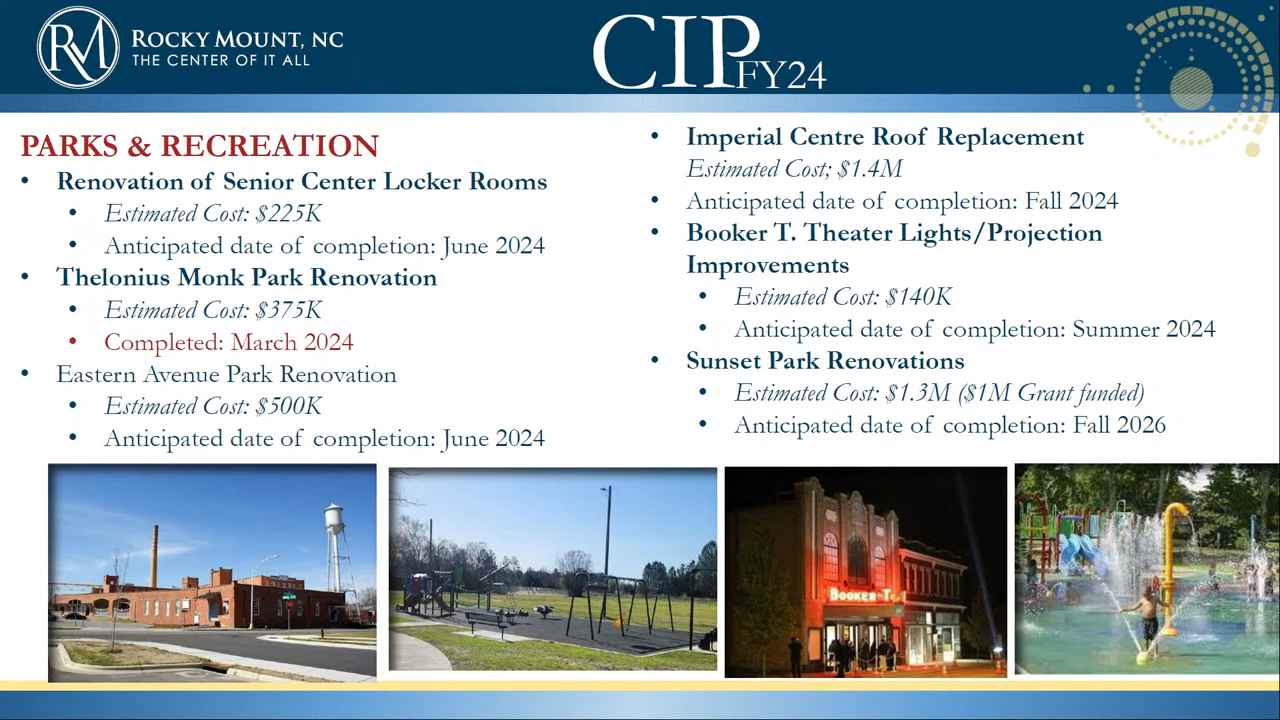 RM
ROCKY MOUNT, NC
THE CENTER OF IT ALL
CIP FY24
PARKS & RECREATION
• Renovation of Senior Center Locker Rooms
• Estimated Cost: $225K
• Anticipated date of completion: June 2024
• Thelonius Monk Park Renovation
• Estimated Cost: $375K
• Completed: March 2024
• Eastern Avenue Park Renovation
• Estimated Cost: $500K
• Anticipated date of completion: June 2024
• Imperial Centre Roof Replacement
Estimated Cost; $1.4M
• Anticipated date of completion: Fall 2024
• Booker T. Theater Lights/Projection
Improvements
• Estimated Cost: $140K
• Anticipated date of completion: Summer 2024
• Sunset Park Renovations
• Estimated Cost: $1.3M ($1M Grant funded)
• Anticipated date of completion: Fall 2026
BOOKER-T